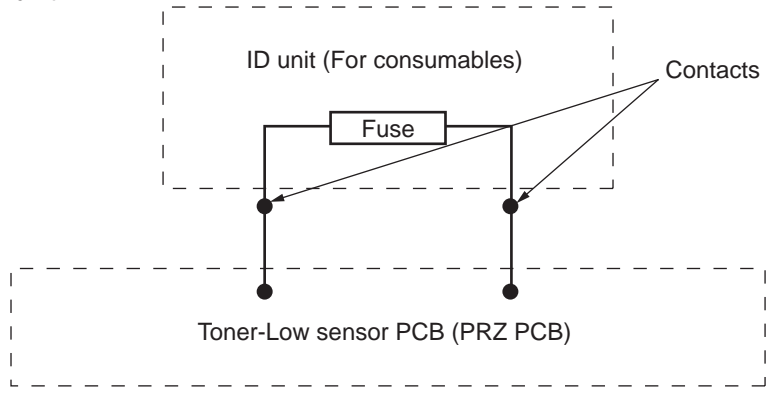 ID unit (For consumables)
Contacts
Fuse
Toner-Low sensor PCB (PRZ PCB)